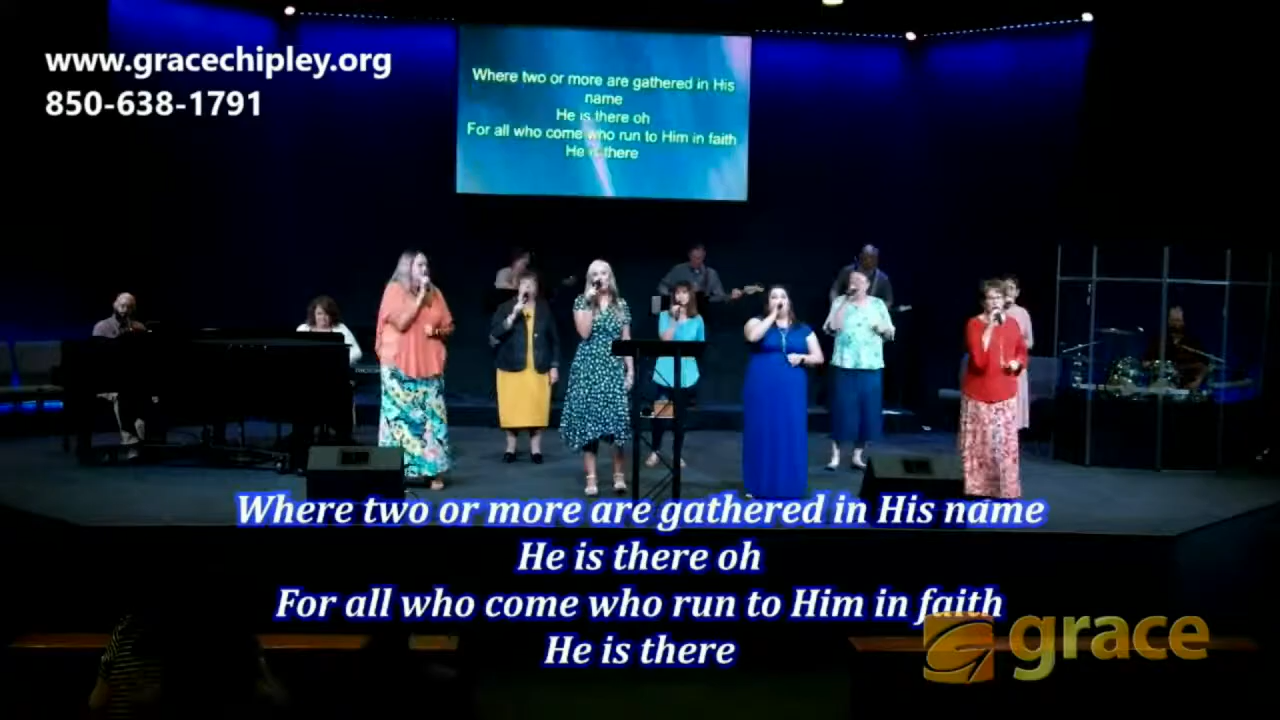 www.gracechipley.org
850-638-1791
Where two or more are gathered in His
name
He is there oh
For all who come who run to Him in faith
He is there
Where two or more are gathered in His name
He is there oh
For all who come who run to Him in faith
He is there
grace